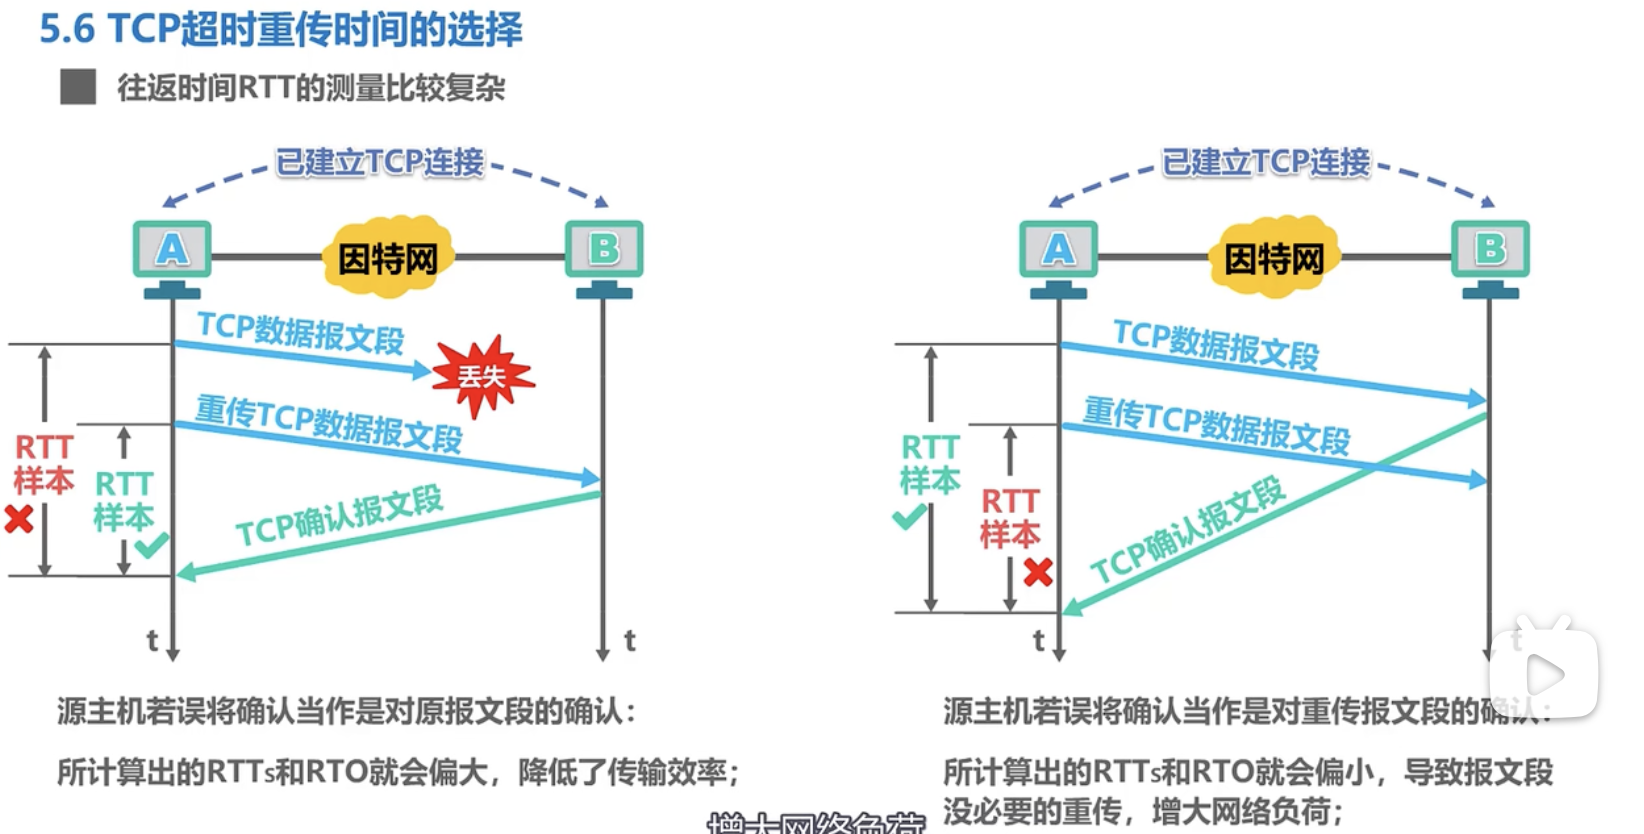 5.6 TCP超时重传时间的选择
往返时间RTT的测量比较复杂
已建立TCP连接
A
因特网
B
TCP数据报文段
丢失
重传TCP数据报文段
RTT
样本
RTT
样本
TCP确认报文段
t
t
源主机若误将确认当作是对原报文段的确认：
所计算出的RTTs和RTO就会偏大，降低了传输效率；
已建立TCP连接
A
因特网
B
TCP数据报文段
重传TCP数据报文段
RTT
样本
RTT
样本
TCP确认报文段
t
t
源主机若误将确认当作是对重传报文段的确认：
所计算出的RTTs和RTO就会偏小，导致报文段
没必要的重传，增大网络负荷；
增大网络负荷